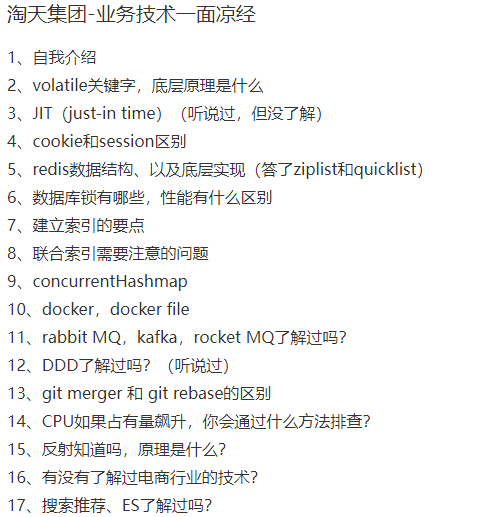 淘天集团-业务技术一面凉经
1、自我介绍
2、volatile关键字，底层原理是什么
3、JIT（just-in time）（听说过，但没了解）
4、cookie和session区别
5、redis数据结构、以及底层实现（答了ziplist和quicklist）
6、数据库锁有哪些，性能有什么区别
7、建立索引的要点
8、联合索引需要注意的问题
9、concurrentHashmap
10、docker，docker file
11、rabbit MQ，kafka，rocket MQ了解过吗？
12、DDD了解过吗？（听说过）
13、git merger 和 git rebase的区别
14、CPU如果占有量飙升，你会通过什么方法排查？
15、反射知道吗，原理是什么？
16、有没有了解过电商行业的技术？
17、搜索推荐、ES了解过吗？